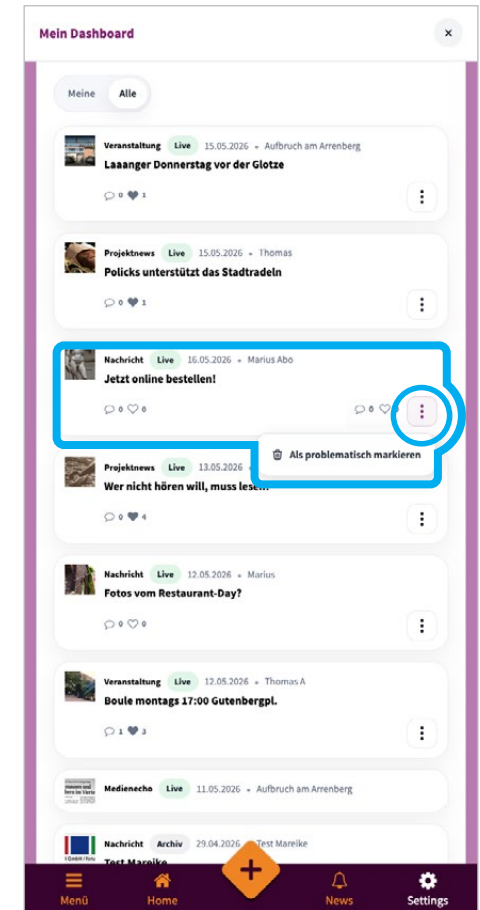 Mein Dashboard
×
Meine Alle
Veranstaltung Live 15.05.2026 • Aufbruch am Arrenberg
Laaanger Donnerstag vor der Glotze
0 1
Projektnews Live 15.05.2026 • Thomas
Policks unterstützt das Stadtradeln
0 1
Nachricht Live 16.05.2026 • Marius Abo
Jetzt online bestellen!
0 0 0
Als problematisch markieren
Projektnews Live 13.05.2026 •
Wer nicht hören will, muss lese...
0 4
Nachricht Live 12.05.2026 • Marius
Fotos vom Restaurant-Day?
0 0
Veranstaltung Live 12.05.2026 • Thomas A
Boule montags 17:00 Gutenbergpl.
1 3
Medienecho Live 11.05.2026 • Aufbruch am Arrenberg
Nachricht Archiv 29.04.2026 Test Mareike
Test Mareike
+
Menü Home News Settings